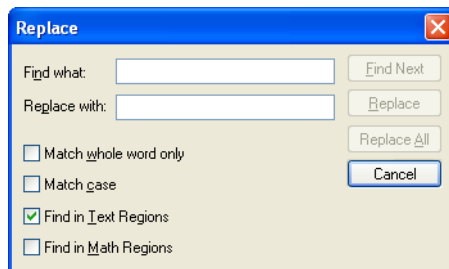 Replace
Find what:
Find Next
Replace with:
Replace
Replace All
Match whole word only
Cancel
Match case
Find in Text Regions
Find in Math Regions